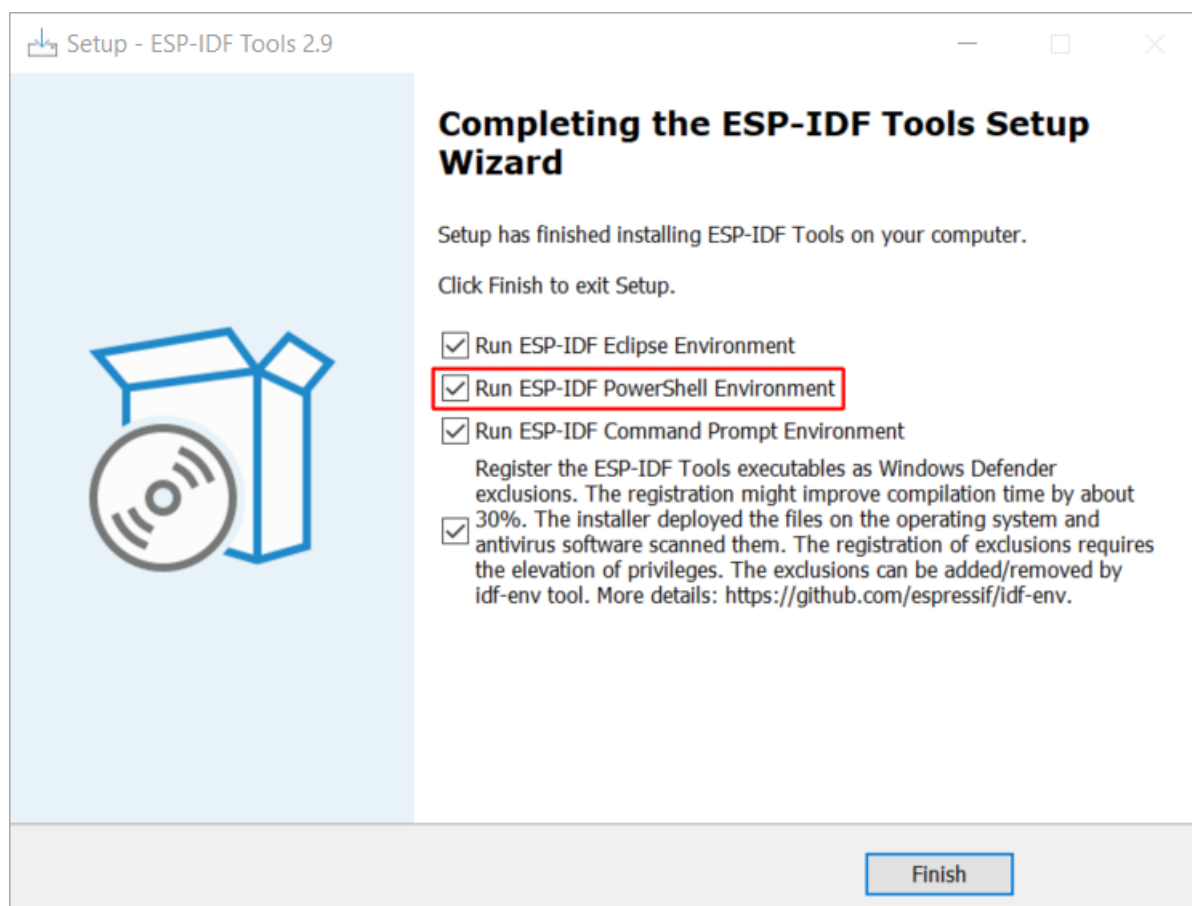 Setup - ESP-IDF Tools 2.9
Completing the ESP-IDF Tools Setup
Wizard
Setup has finished installing ESP-IDF Tools on your computer.
Click Finish to exit Setup.
Run ESP-IDF Eclipse Environment
Run ESP-IDF PowerShell Environment
Run ESP-IDF Command Prompt Environment
Register the ESP-IDF Tools executables as Windows Defender
exclusions. The registration might improve compilation time by about
30%. The installer deployed the files on the operating system and
antivirus software scanned them. The registration of exclusions requires
the elevation of privileges. The exclusions can be added/removed by
idf-env tool. More details: https://github.com/espressif/idf-env.
Finish